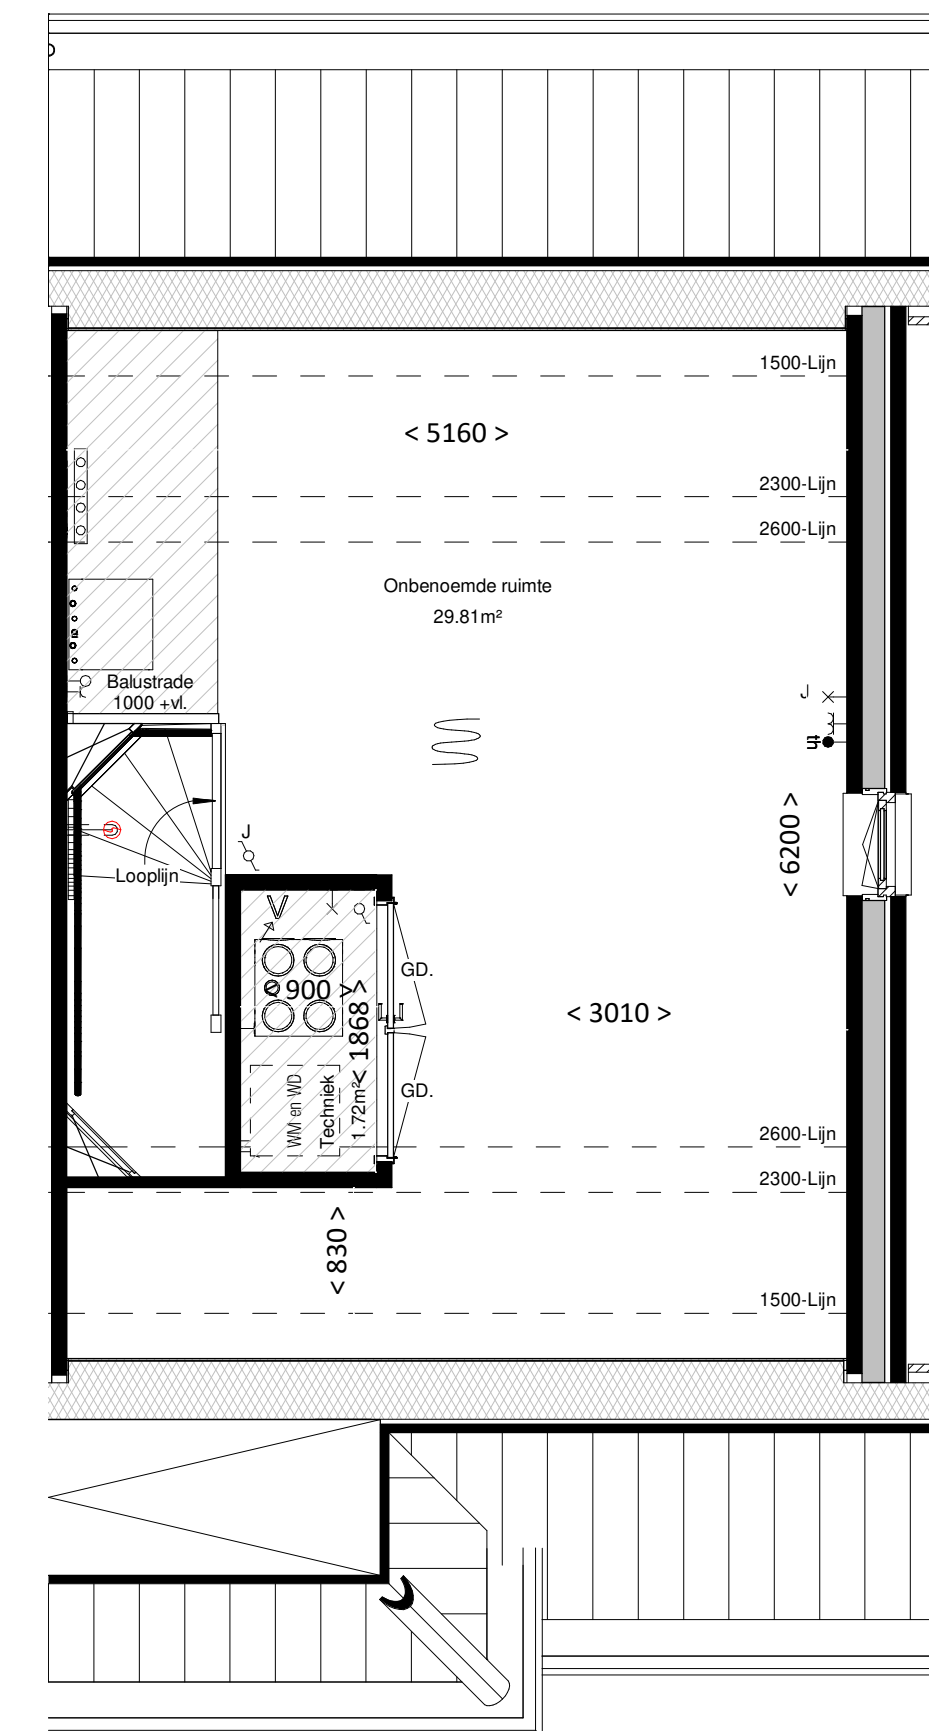 1500-Lijn
< 5160 >
2300-Lijn
2600-Lijn
Onbenoemde ruimte
29.81m²
Balustrade
1000 +vl.
J
th
< 6200 >
J
Looplijn
V
GD.
< 900 >
< 1868 >
< 3010 >
GD.
WM en WD
Techniek
1.72m²
2600-Lijn
2300-Lijn
< 830 >
1500-Lijn